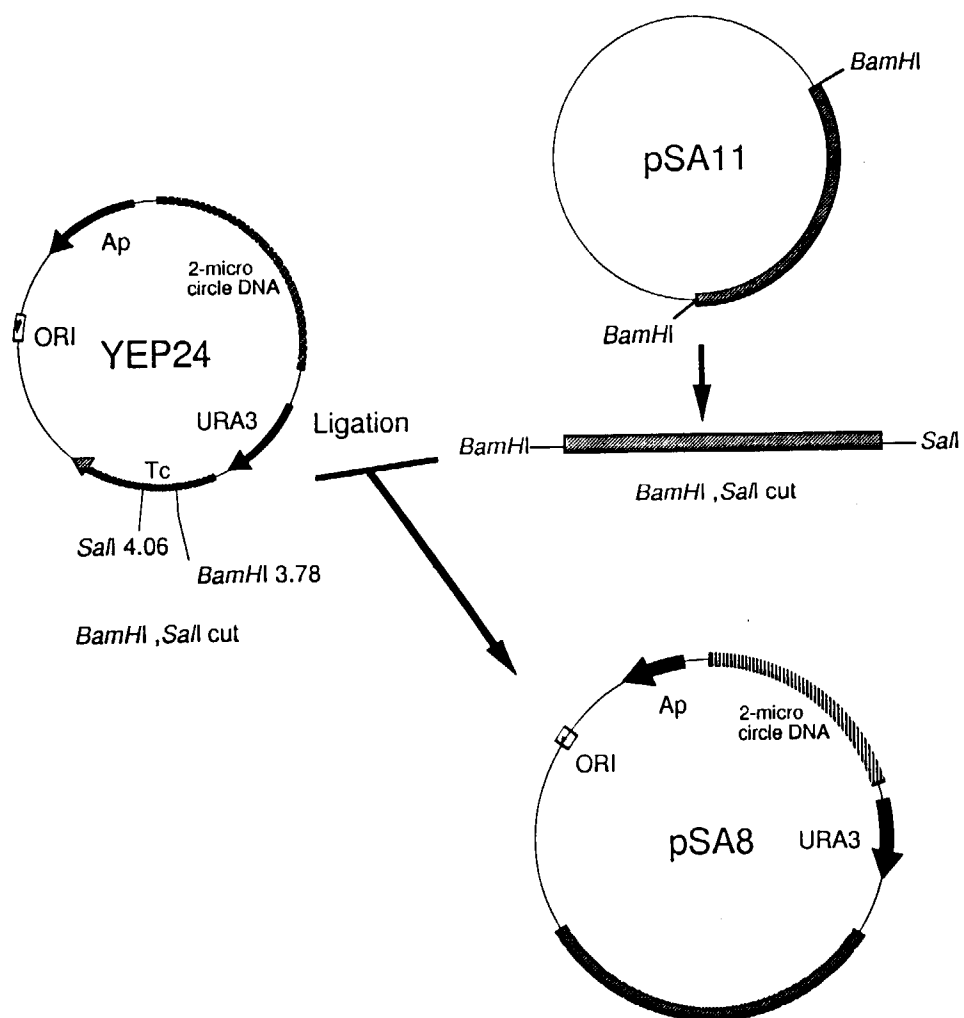 BamHI
pSA11
BamHI
Ap
2-micro
circle DNA
ORI
YEP24
URA3
Tc
SalI 4.06
BamHI 3.78
BamHI ,SalI cut
Ligation
BamHI
SalI
BamHI ,SalI cut
Ap
2-micro
circle DNA
ORI
pSA8
URA3